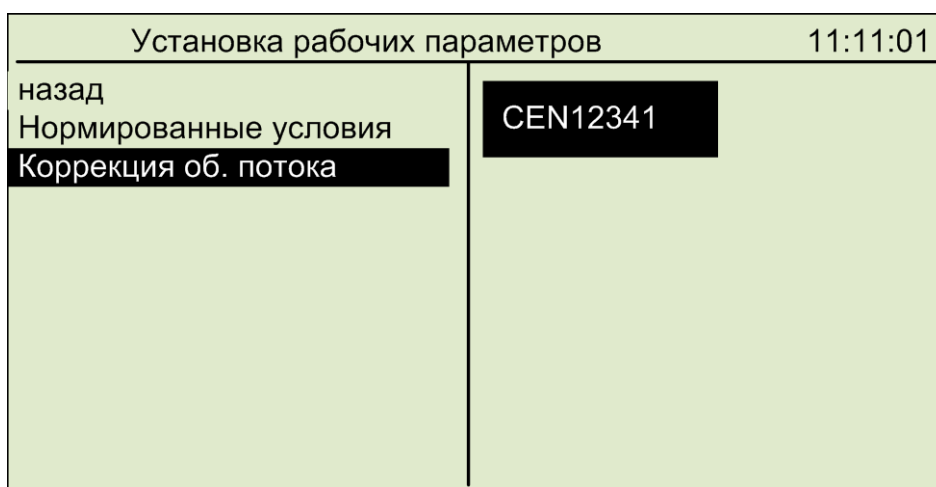 Установка рабочих параметров 11:11:01
назад
Нормированные условия
Коррекция об. потока
CEN12341